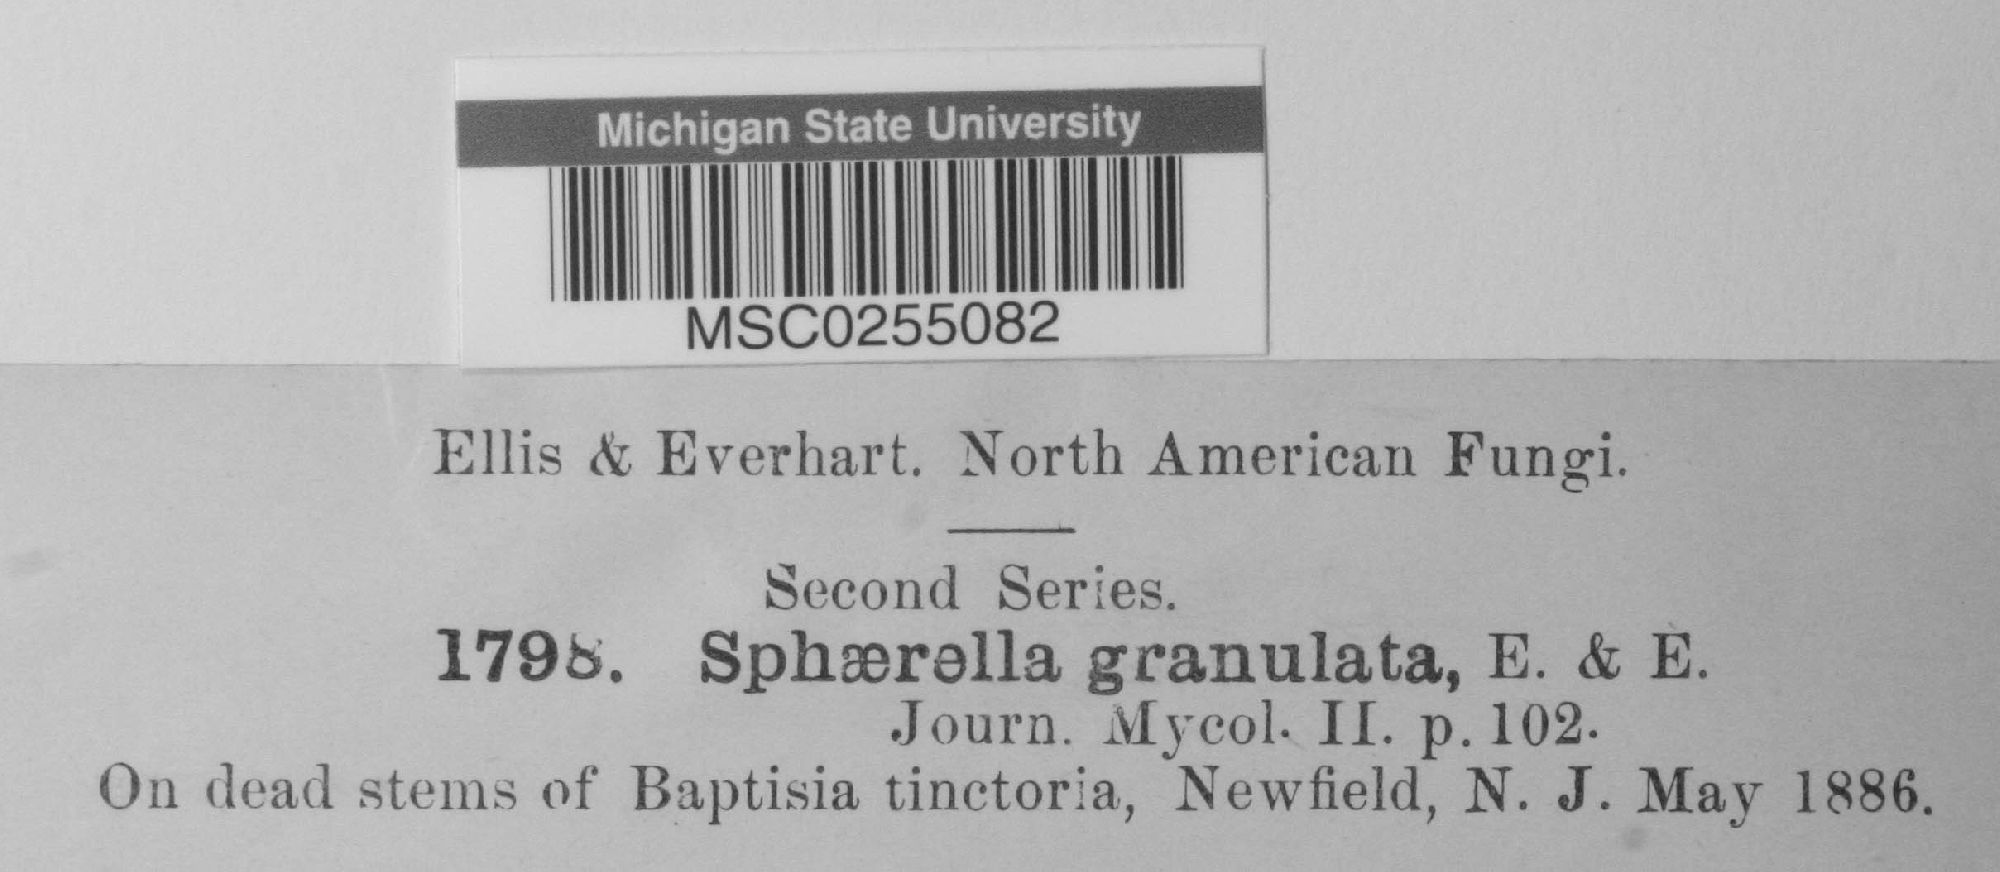 Michigan State University
MSC0255082
Ellis & Everhart. North American Fungi.
Second Series.
1798. Sphærella granulata, E. & E.
Journ. Mycol. II. p. 102.
On dead stems of Baptisia tinctoria, Newfield, N. J. May 1886.